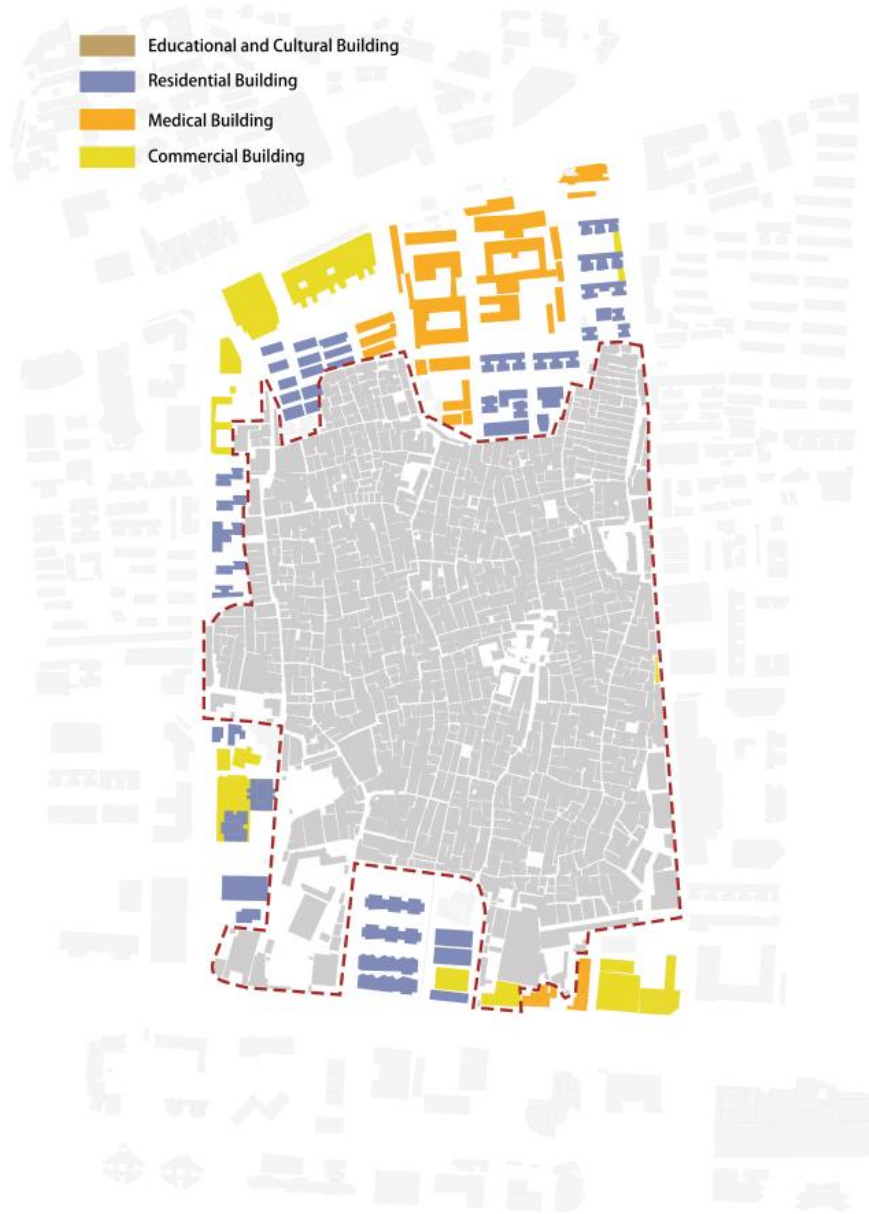 Educational and Cultural Building
Residential Building
Medical Building
Commercial Building